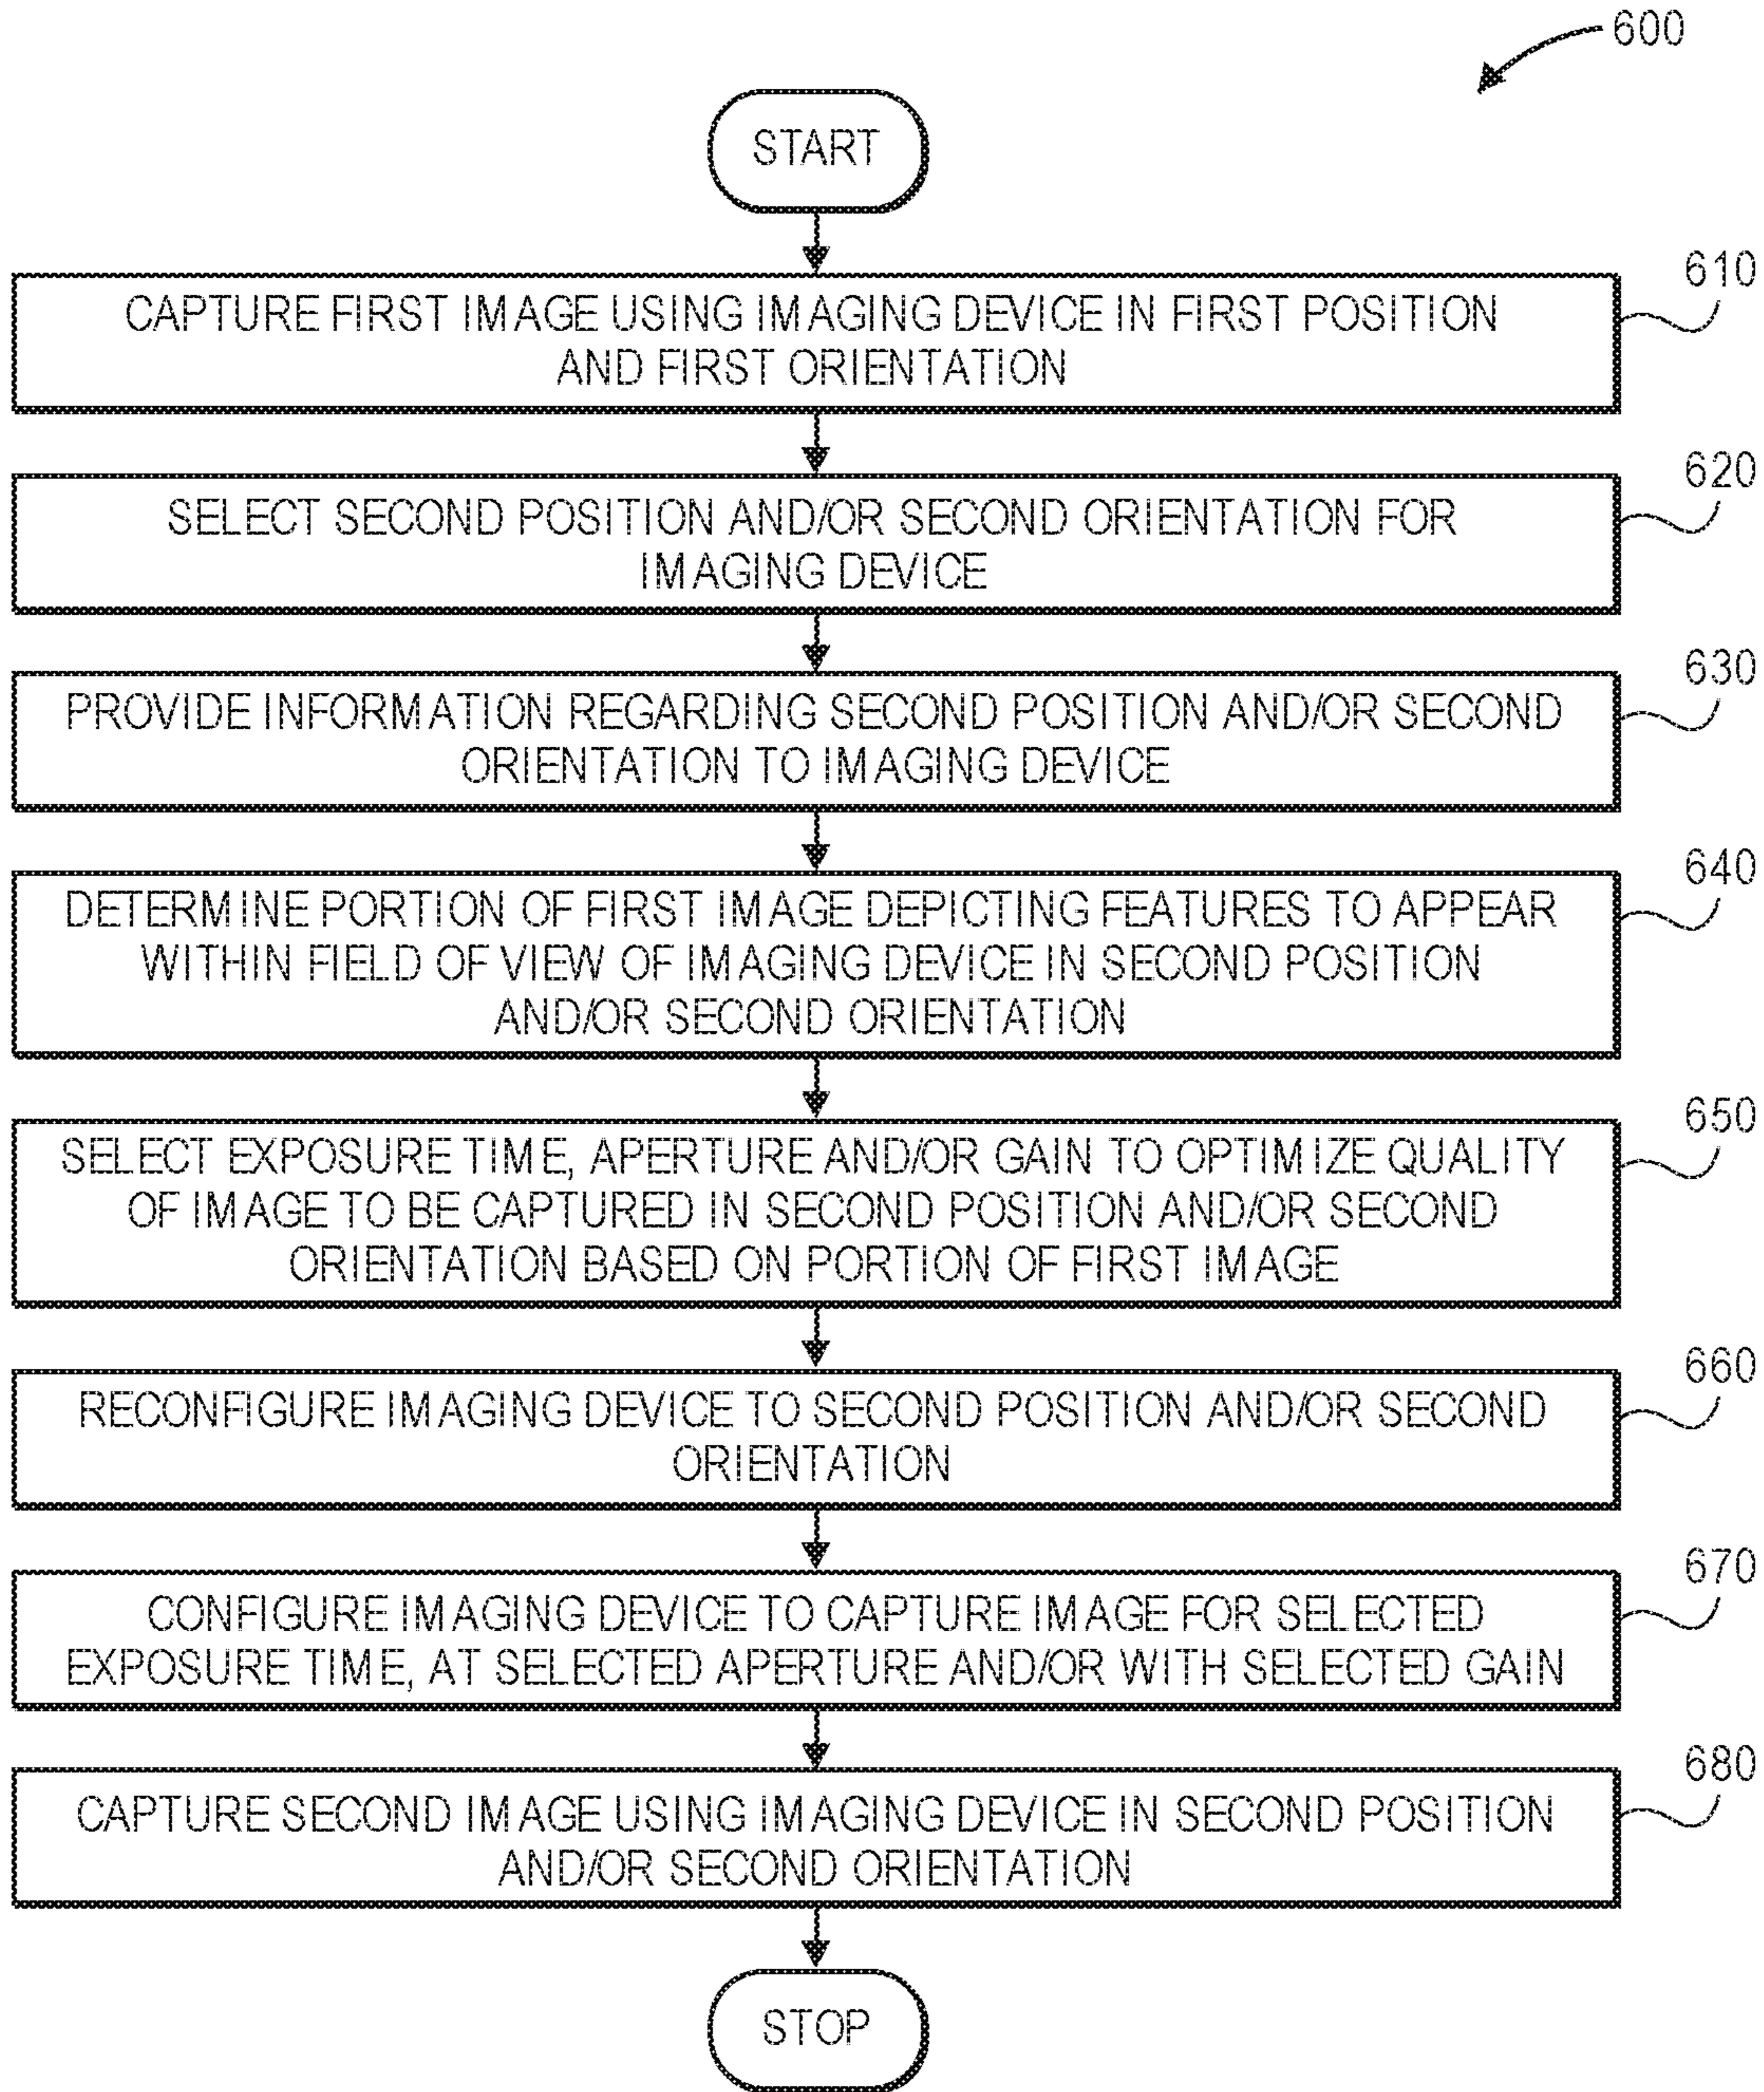 600
START
610
CAPTURE FIRST IMAGE USING IMAGING DEVICE IN FIRST POSITION
AND FIRST ORIENTATION
620
SELECT SECOND POSITION AND/OR SECOND ORIENTATION FOR
IMAGING DEVICE
630
PROVIDE INFORMATION REGARDING SECOND POSITION AND/OR SECOND
ORIENTATION TO IMAGING DEVICE
640
DETERMINE PORTION OF FIRST IMAGE DEPICTING FEATURES TO APPEAR
WITHIN FIELD OF VIEW OF IMAGING DEVICE IN SECOND POSITION
AND/OR SECOND ORIENTATION
650
SELECT EXPOSURE TIME, APERTURE AND/OR GAIN TO OPTIMIZE QUALITY
OF IMAGE TO BE CAPTURED IN SECOND POSITION AND/OR SECOND
ORIENTATION BASED ON PORTION OF FIRST IMAGE
660
RECONFIGURE IMAGING DEVICE TO SECOND POSITION AND/OR SECOND
ORIENTATION
670
CONFIGURE IMAGING DEVICE TO CAPTURE IMAGE FOR SELECTED
EXPOSURE TIME, AT SELECTED APERTURE AND/OR WITH SELECTED GAIN
680
CAPTURE SECOND IMAGE USING IMAGING DEVICE IN SECOND POSITION
AND/OR SECOND ORIENTATION
STOP